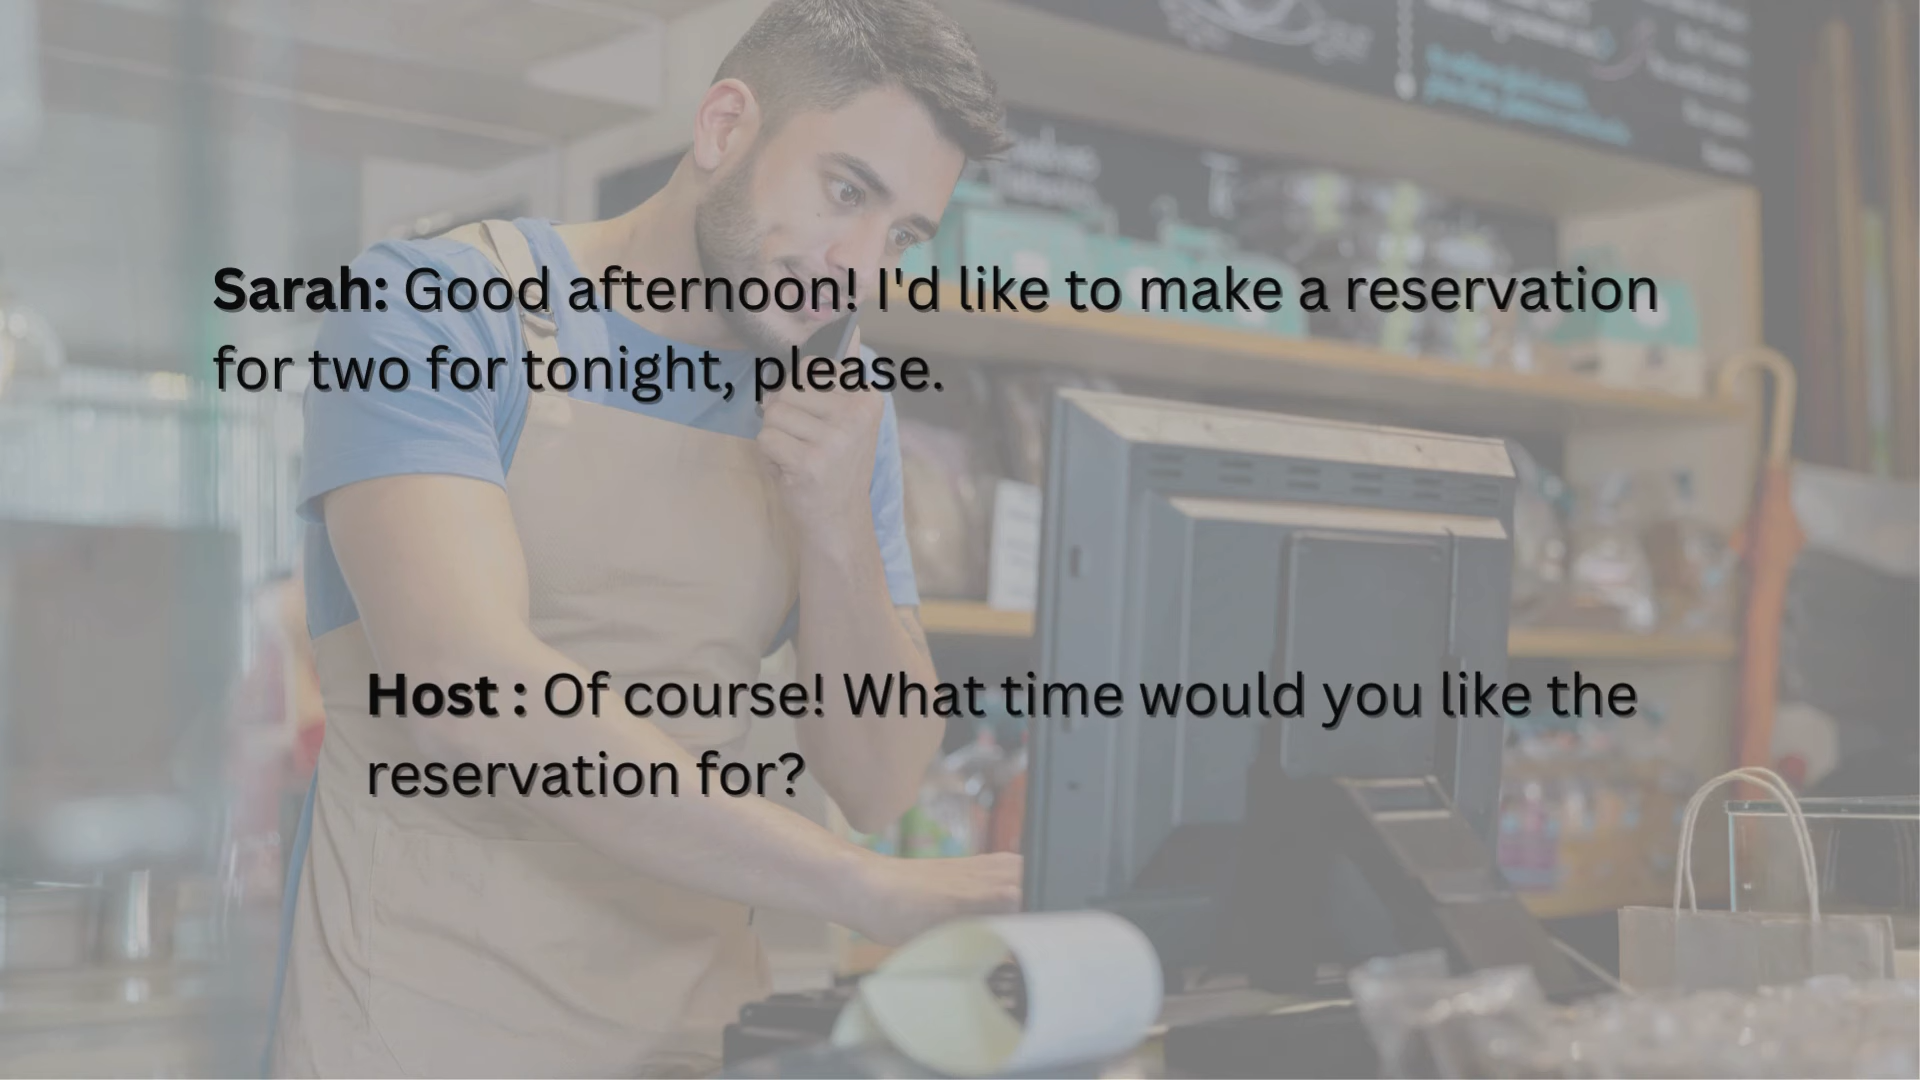 Sarah: Good afternoon! I'd like to make a reservation
for two for tonight, please.
Host : Of course! What time would you like the
reservation for?